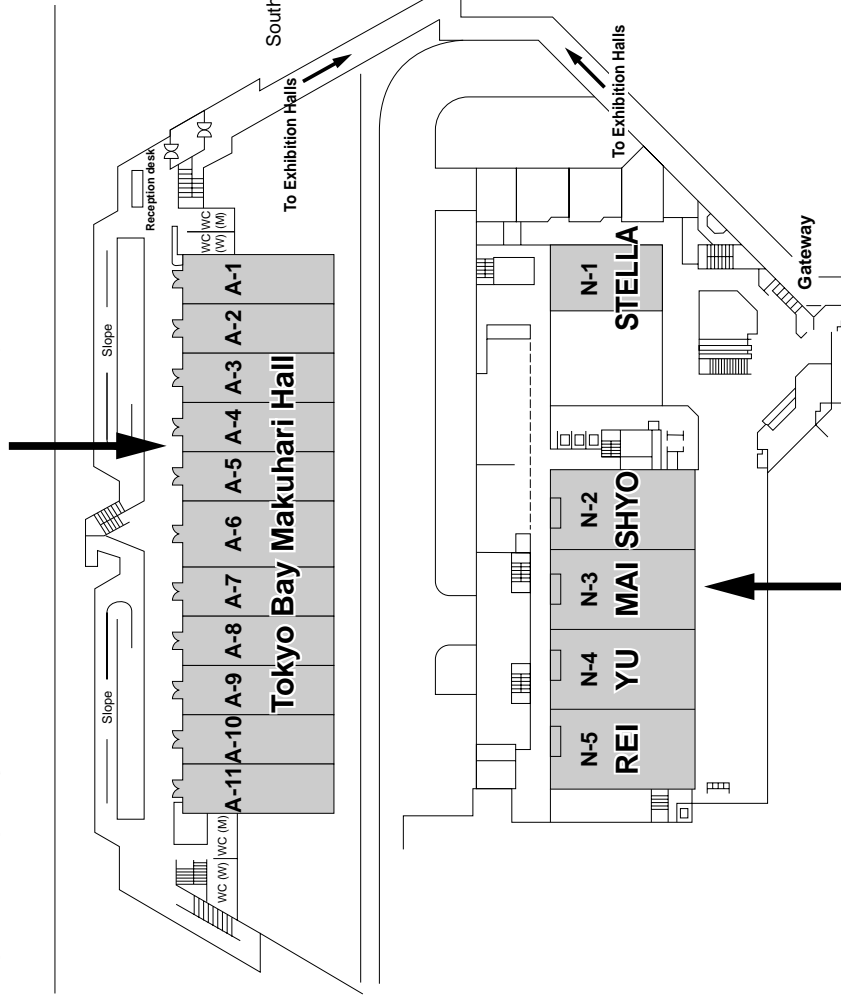 South
To Exhibition Halls
Reception desk
WC (M)
WC (W)
Slope
A-1
A-2
A-3
A-4
A-5
A-6
A-7
A-8
A-9
A-10
A-11
Tokyo Bay Makuhari Hall
Slope
WC (M)
WC (W)
To Exhibition Halls
Gateway
N-1
STELLA
N-2
SHYO
N-3
MAI
N-4
YU
N-5
REI